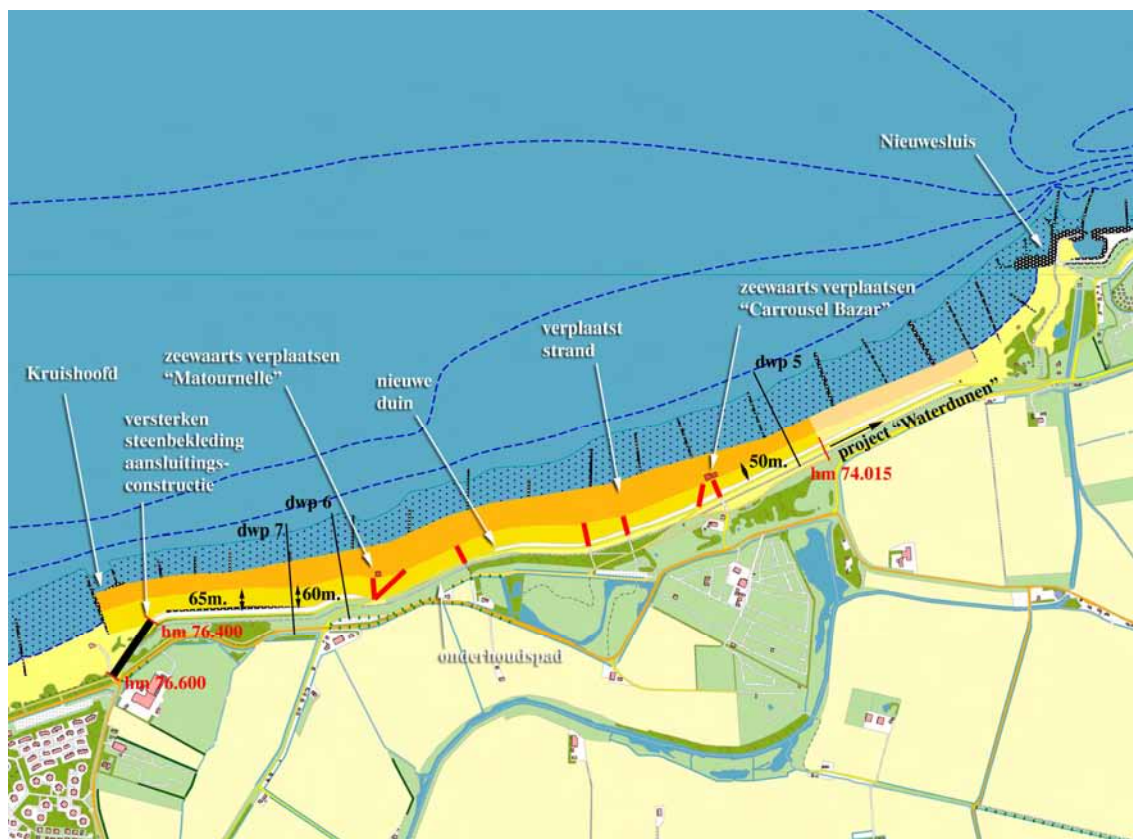 Nieuwesluis
zeewaarts verplaatsen
“Carrousel Bazar”
verplaatst
strand
zeewaarts verplaatsen
“Matournelle”
dwp 5
Kruishoofd
nieuwe
duin
versterken
steenbekleding
aansluitings-
constructie
project “Waterdunen”
50m.
hm 74.015
dwp 6
dwp 7
65m.
60m.
hm 76.400
onderhoudspad
hm 76.600